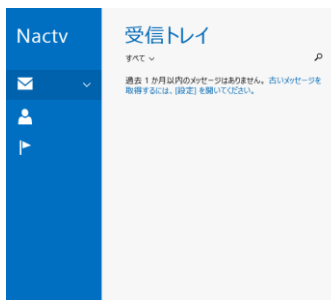 Nactv
受信トレイ
すべて
過去 1 か月以内のメッセージはありません。古いメッセージを
取得するには、[設定] を開いてください。